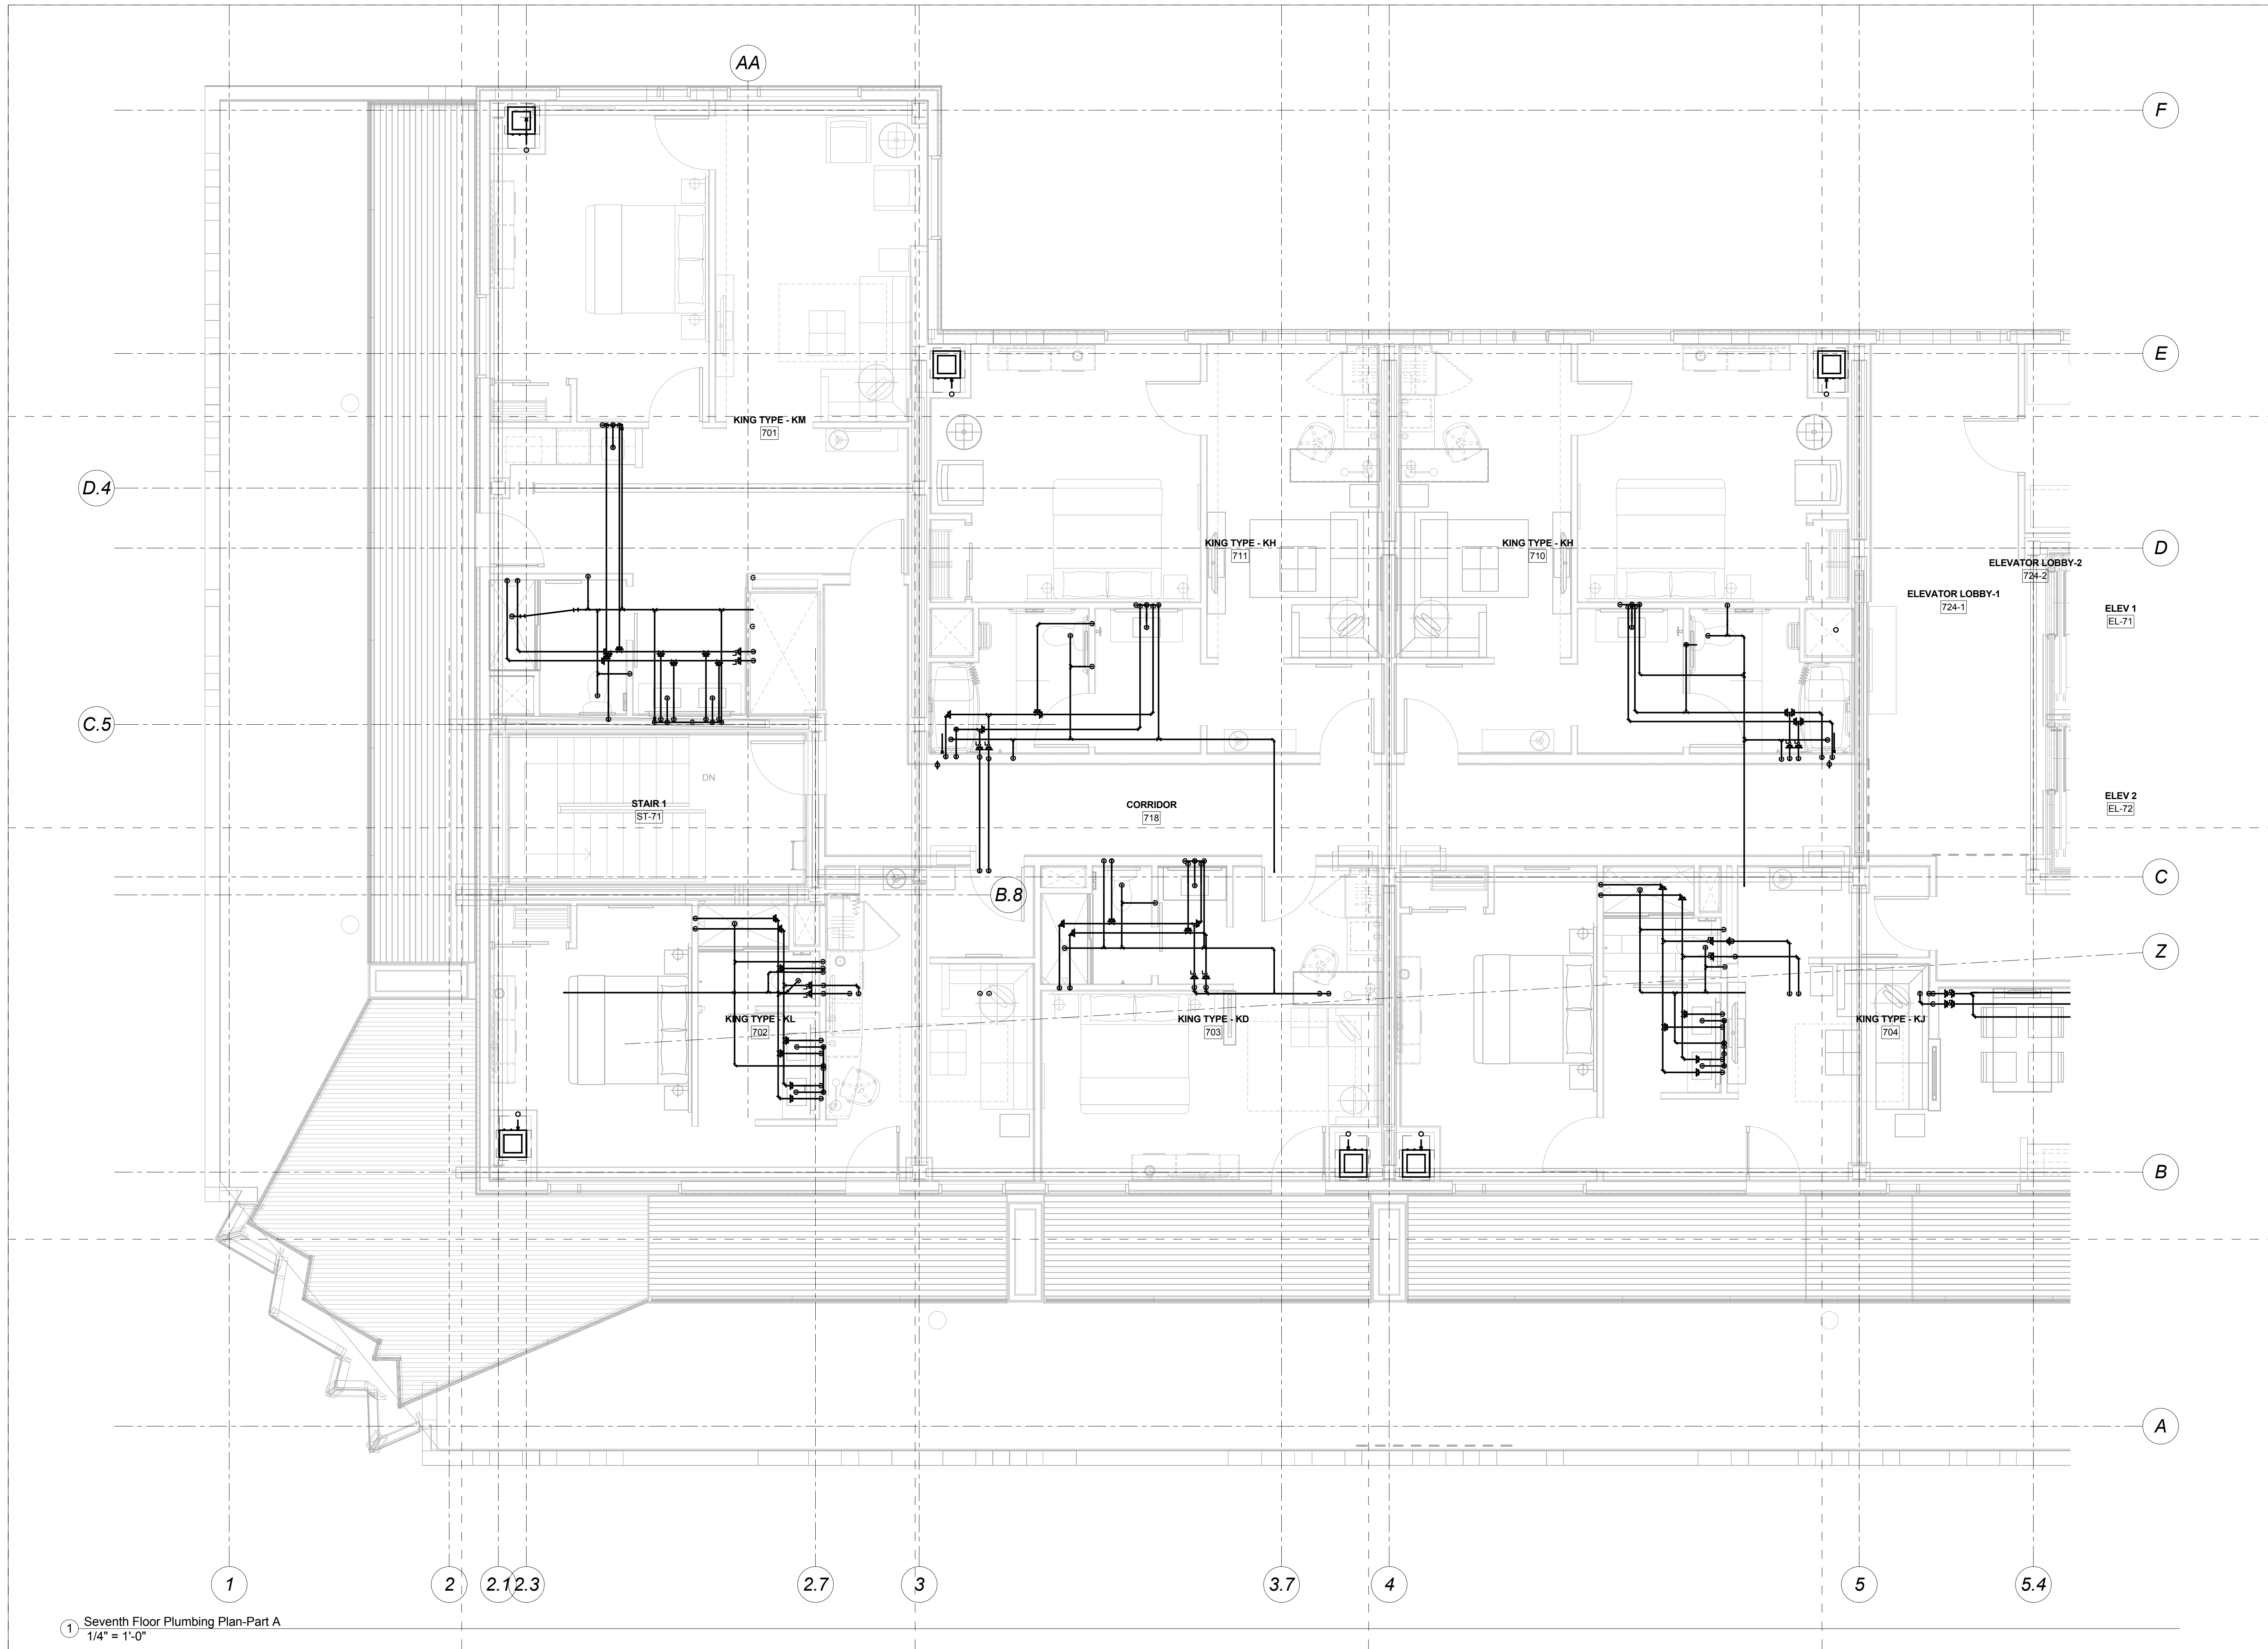 AA
F
E
KING TYPE - KM
701
D.4
KING TYPE - KH
711
KING TYPE - KH
710
D
ELEVATOR LOBBY-2
724-2
ELEVATOR LOBBY-1
724-1
ELEV 1
EL-71
C.5
DN
STAIR 1
ST-71
CORRIDOR
718
ELEV 2
EL-72
C
B.8
Z
KING TYPE - KL
702
KING TYPE - KD
703
KING TYPE - KJ
704
B
A
1
2
2.1
2.3
2.7
3
3.7
4
5
5.4
1
Seventh Floor Plumbing Plan-Part A
1/4" = 1'-0"